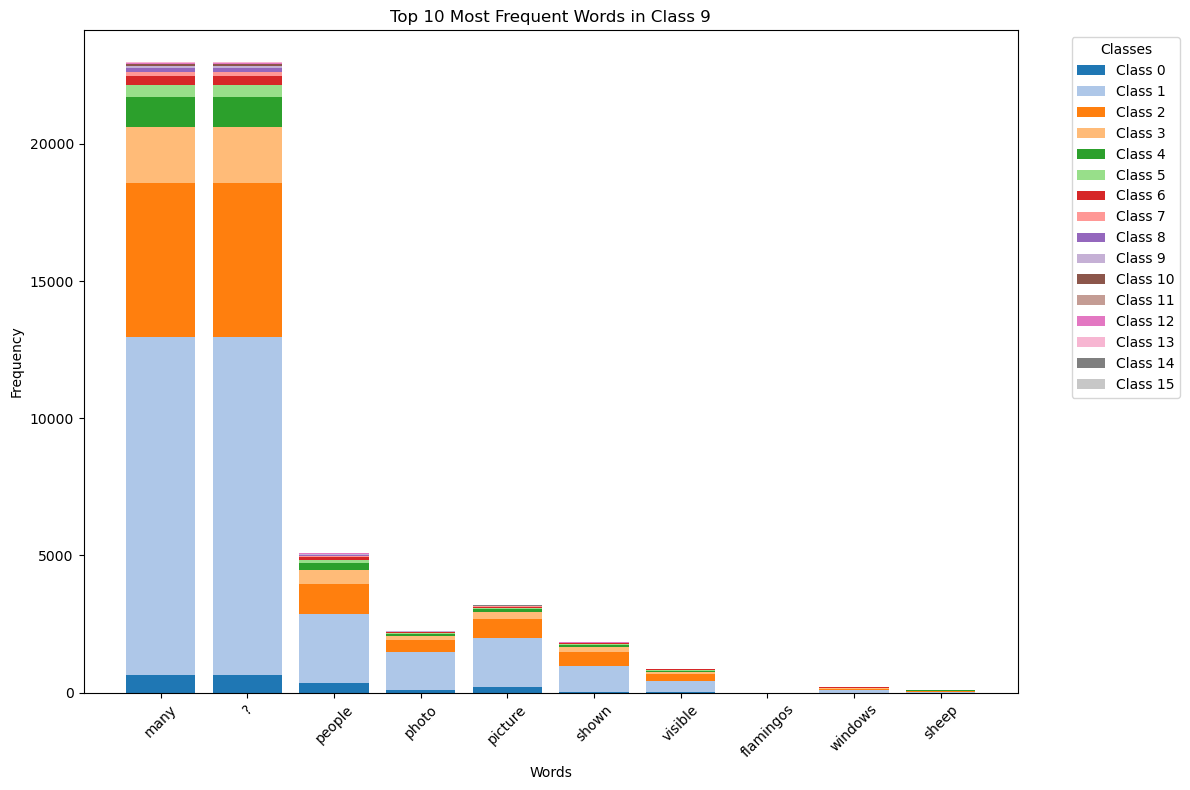 Top 10 Most Frequent Words in Class 9
Frequency
20000
15000
10000
5000
0
many
?
people
photo
picture
shown
visible
flamingos
windows
sheep
Words
Classes
Class 0
Class 1
Class 2
Class 3
Class 4
Class 5
Class 6
Class 7
Class 8
Class 9
Class 10
Class 11
Class 12
Class 13
Class 14
Class 15